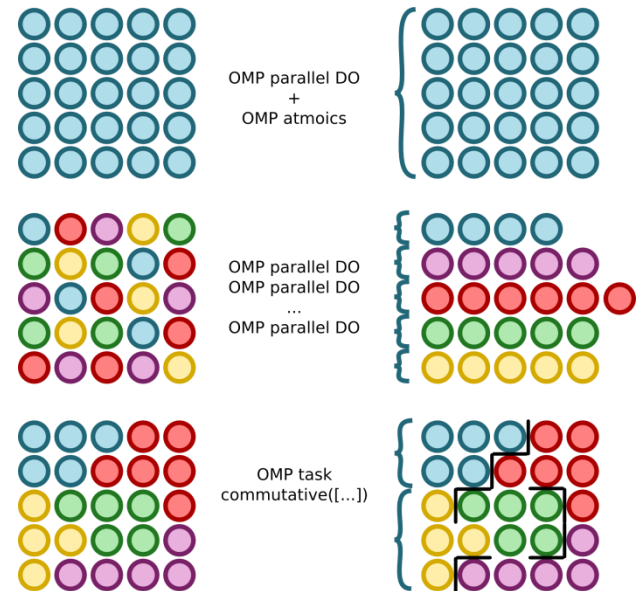 OMP parallel DO
+
OMP atmoics
OMP parallel DO
OMP parallel DO
...
OMP parallel DO
OMP task
commutative([...])